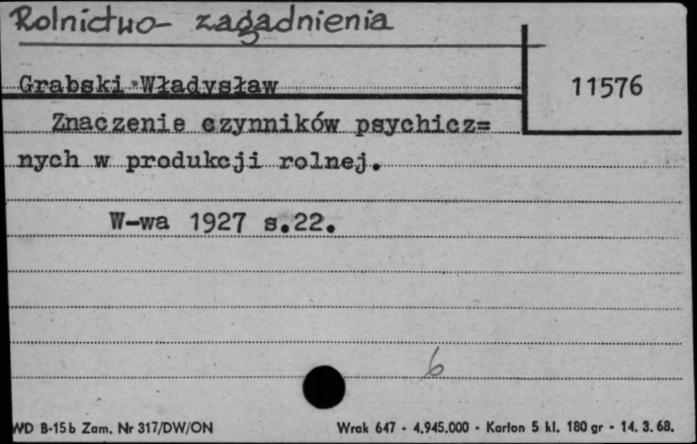 Rolnictwo- zagadnienia
Grabski Władysław
11576
Znaczenie czynników psychicz=
nych w produkcji rolnej.
W-wa 1927 s.22.
6
WD B-15b Zam. Nr 317/DW/ON
Wrak 647 - 4.945.000 - Karton 5 kl. 180 gr - 14. 3. 68.